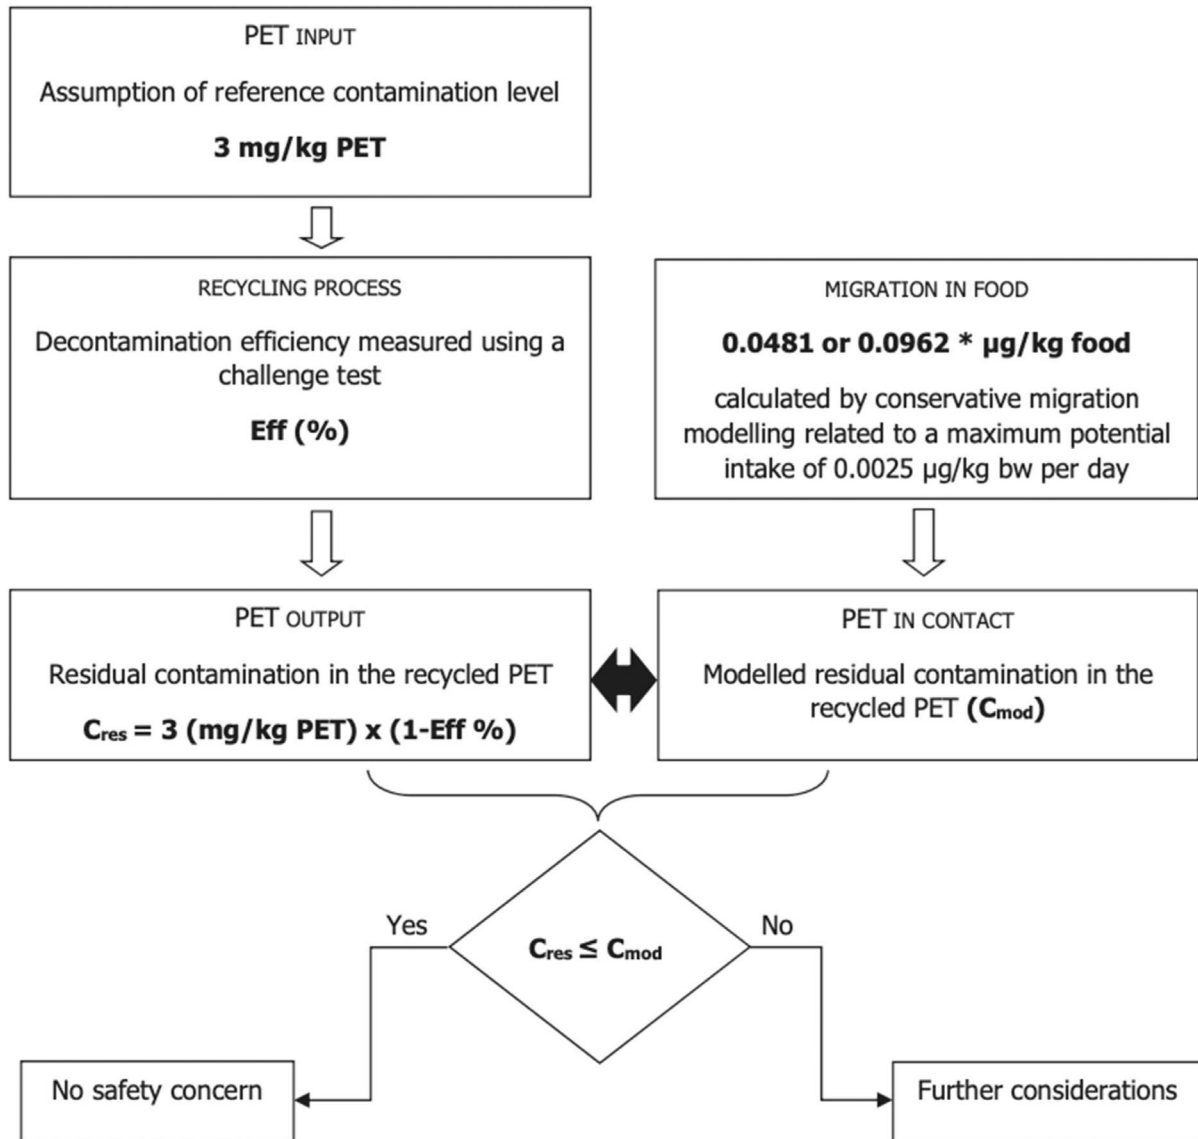 PET INPUT
Assumption of reference contamination level
3 mg/kg PET
RECYCLING PROCESS
Decontamination efficiency measured using a
challenge test
Eff (%)
MIGRATION IN FOOD
0.0481 or 0.0962 * µg/kg food
calculated by conservative migration
modelling related to a maximum potential
intake of 0.0025 µg/kg bw per day
PET OUTPUT
Residual contamination in the recycled PET
Cres = 3 (mg/kg PET) x (1-Eff %)
PET IN CONTACT
Modelled residual contamination in the
recycled PET (Cmod)
Yes
No
Cres ≤ Cmod
No safety concern
Further considerations